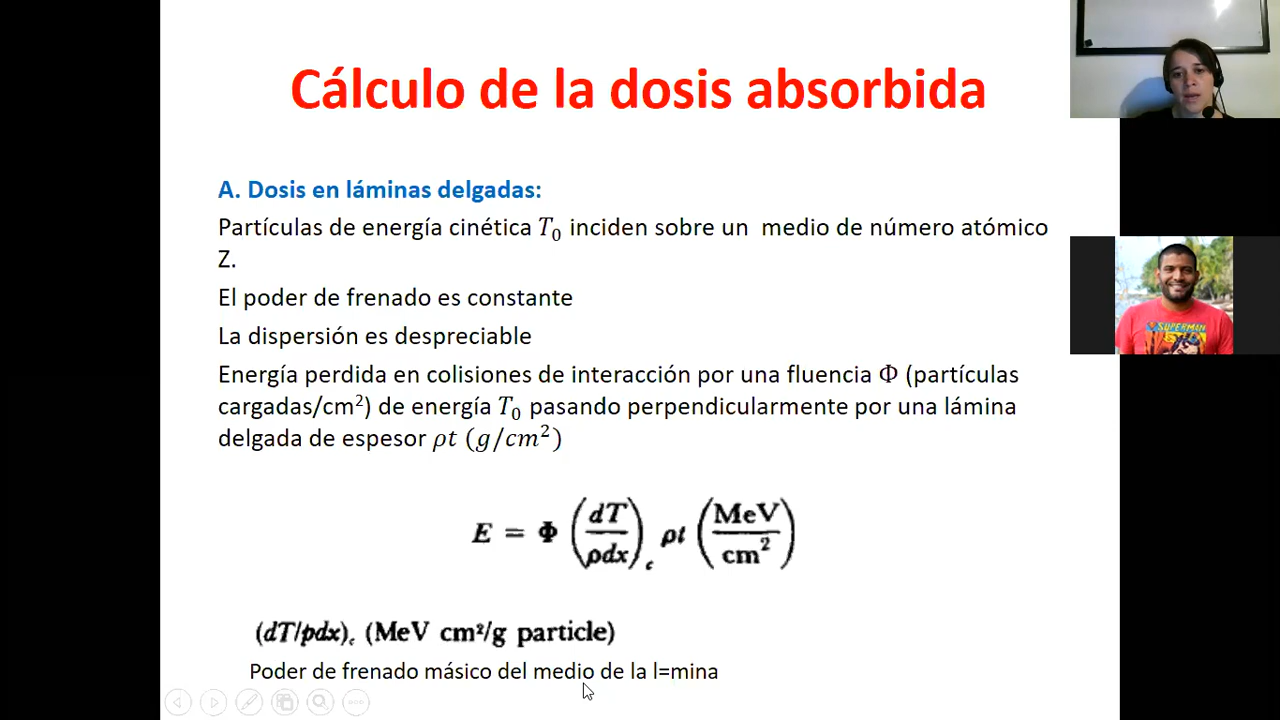 Cálculo de la dosis absorbida
A. Dosis en láminas delgadas:
Partículas de energía cinética T₀ inciden sobre un medio de número atómico
Z.
El poder de frenado es constante
La dispersión es despreciable
Energía perdida en colisiones de interacción por una fluencia Φ (partículas
cargadas/cm²) de energía T₀ pasando perpendicularmente por una lámina
delgada de espesor ρt (g/cm²)
E = Φ (dT/ρdx)c ρt (MeV/cm²)
(dT/ρdx)c (MeV cm²/g particle)
Poder de frenado másico del medio de la l=mina
SUPERMAN